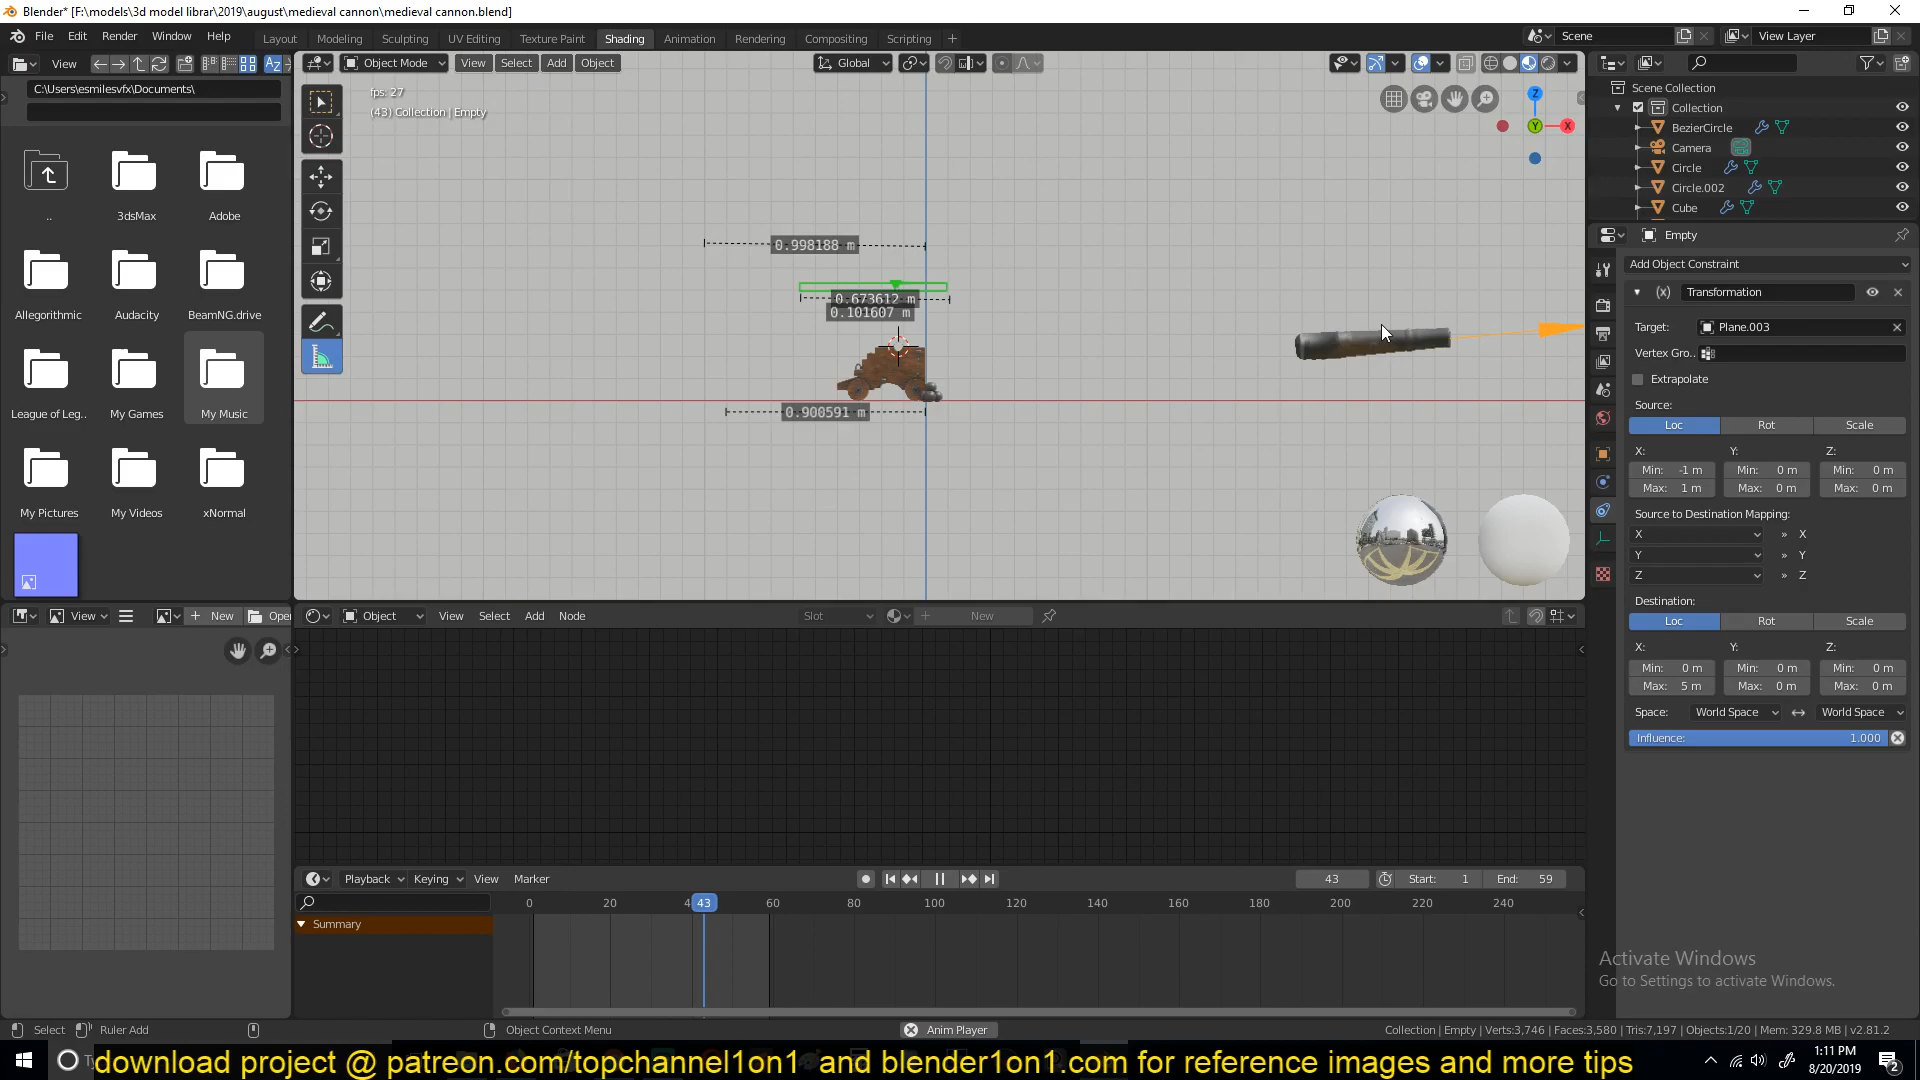 Blender* [F:\models\3d model librar\2019\august\medieval cannon\medieval cannon.blend]
File Edit Render Window Help Layout Modeling Sculpting UV Editing Texture Paint Shading Animation Rendering Compositing Scripting + Scene View Layer
View Object Mode View Select Add Object Global
C:\Users\esmilesvfx\Documents\
fps: 27
(43) Collection | Empty
Scene Collection
Collection
BezierCircle
Camera
Circle
Circle.002
Cube
..
3dsMax
Adobe
Allegorithmic
Audacity
BeamNG.drive
League of Leg..
My Games
My Music
My Pictures
My Videos
xNormal
0.998188 m
0.673612 m
0.101607 m
0.900591 m
Z
Y
X
Empty
Add Object Constraint
Transformation
Target: Plane.003
Vertex Gro..
Extrapolate
Source:
Loc Rot Scale
X: Y: Z:
Min: -1 m Min: 0 m Min: 0 m
Max: 1 m Max: 0 m Max: 0 m
Source to Destination Mapping:
X » X
Y » Y
Z » Z
Destination:
Loc Rot Scale
X: Y: Z:
Min: 0 m Min: 0 m Min: 0 m
Max: 5 m Max: 0 m Max: 0 m
Space: World Space World Space
Influence: 1.000
View New Open
Object View Select Add Node Slot New
Playback Keying View Marker 43 Start: 1 End: 59
0 20 4 43 60 80 100 120 140 160 180 200 220 240
Summary
Activate Windows
Go to Settings to activate Windows.
Select Ruler Add Object Context Menu Anim Player Collection | Empty | Verts:3,746 | Faces:3,580 | Tris:7,197 | Objects:1/20 | Mem: 329.8 MB | v2.81.2
download project @ patreon.com/topchannel1on1 and blender1on1.com for reference images and more tips
1:11 PM
8/20/2019
2